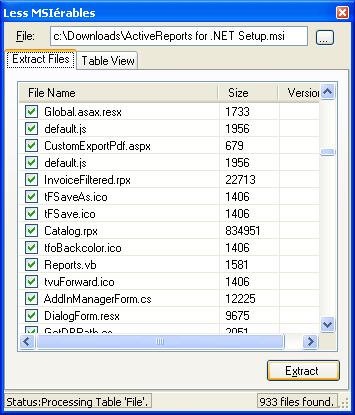 Less MSIérables
File: c:\Downloads\ActiveReports for .NET Setup.msi ...
Extract Files Table View
File Name Size Version
Global.asax.resx 1733
default.js 1956
CustomExportPdf.aspx 679
default.js 1956
InvoiceFiltered.rpx 22713
tFSaveAs.ico 1406
tFSave.ico 1406
Catalog.rpx 834951
tfoBackcolor.ico 1406
Reports.vb 1581
tvuForward.ico 1406
AddInManagerForm.cs 12225
DialogForm.resx 9675
GetDBPath.cs 2051
Extract
Status:Processing Table 'File'. 933 files found.